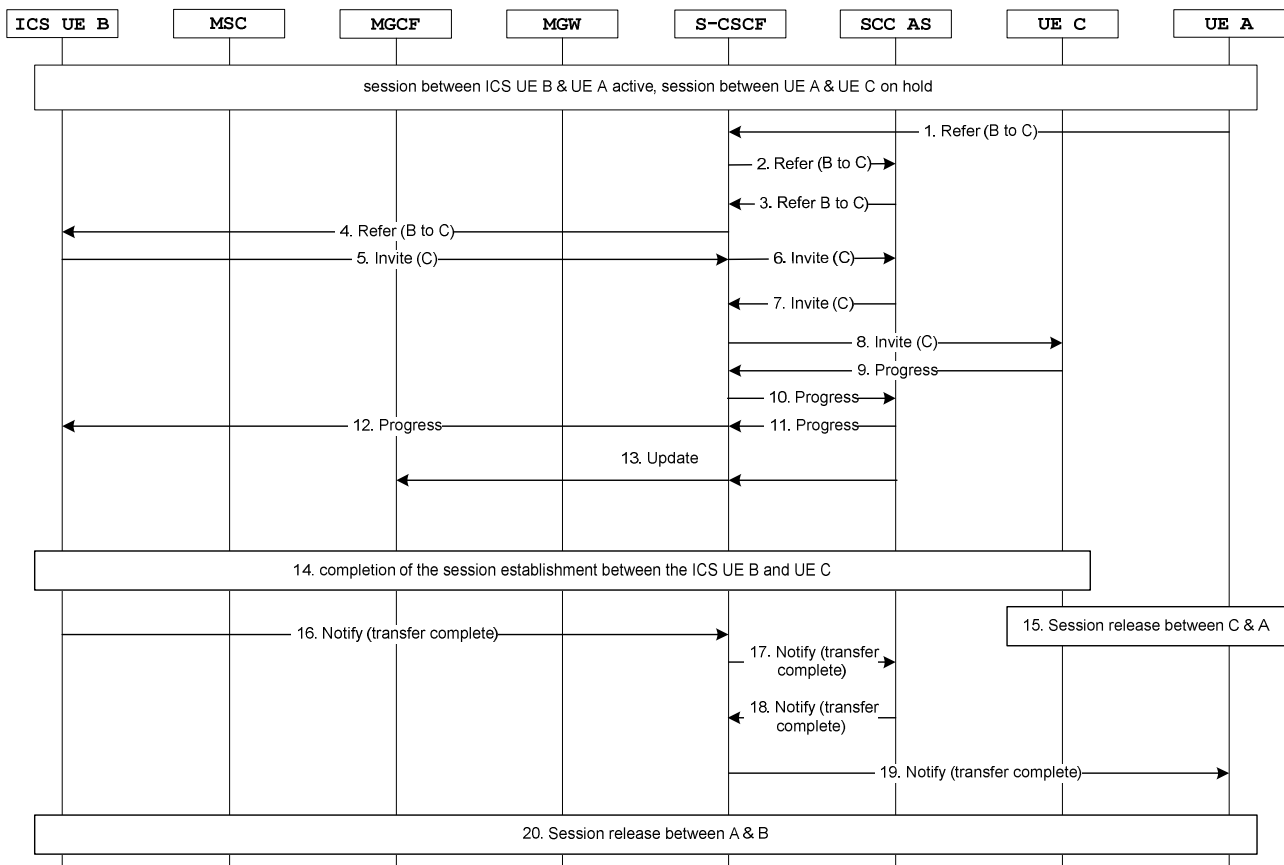 ICS UE B
MSC
MGCF
MGW
S-CSCF
SCC AS
UE C
UE A
session between ICS UE B & UE A active, session between UE A & UE C on hold
1. Refer (B to C)
2. Refer (B to C)
3. Refer B to C)
4. Refer (B to C)
5. Invite (C)
6. Invite (C)
7. Invite (C)
8. Invite (C)
9. Progress
10. Progress
12. Progress
11. Progress
13. Update
14. completion of the session establishment between the ICS UE B and UE C
15. Session release between C & A
16. Notify (transfer complete)
17. Notify (transfer
complete)
18. Notify (transfer
complete)
19. Notify (transfer complete)
20. Session release between A & B